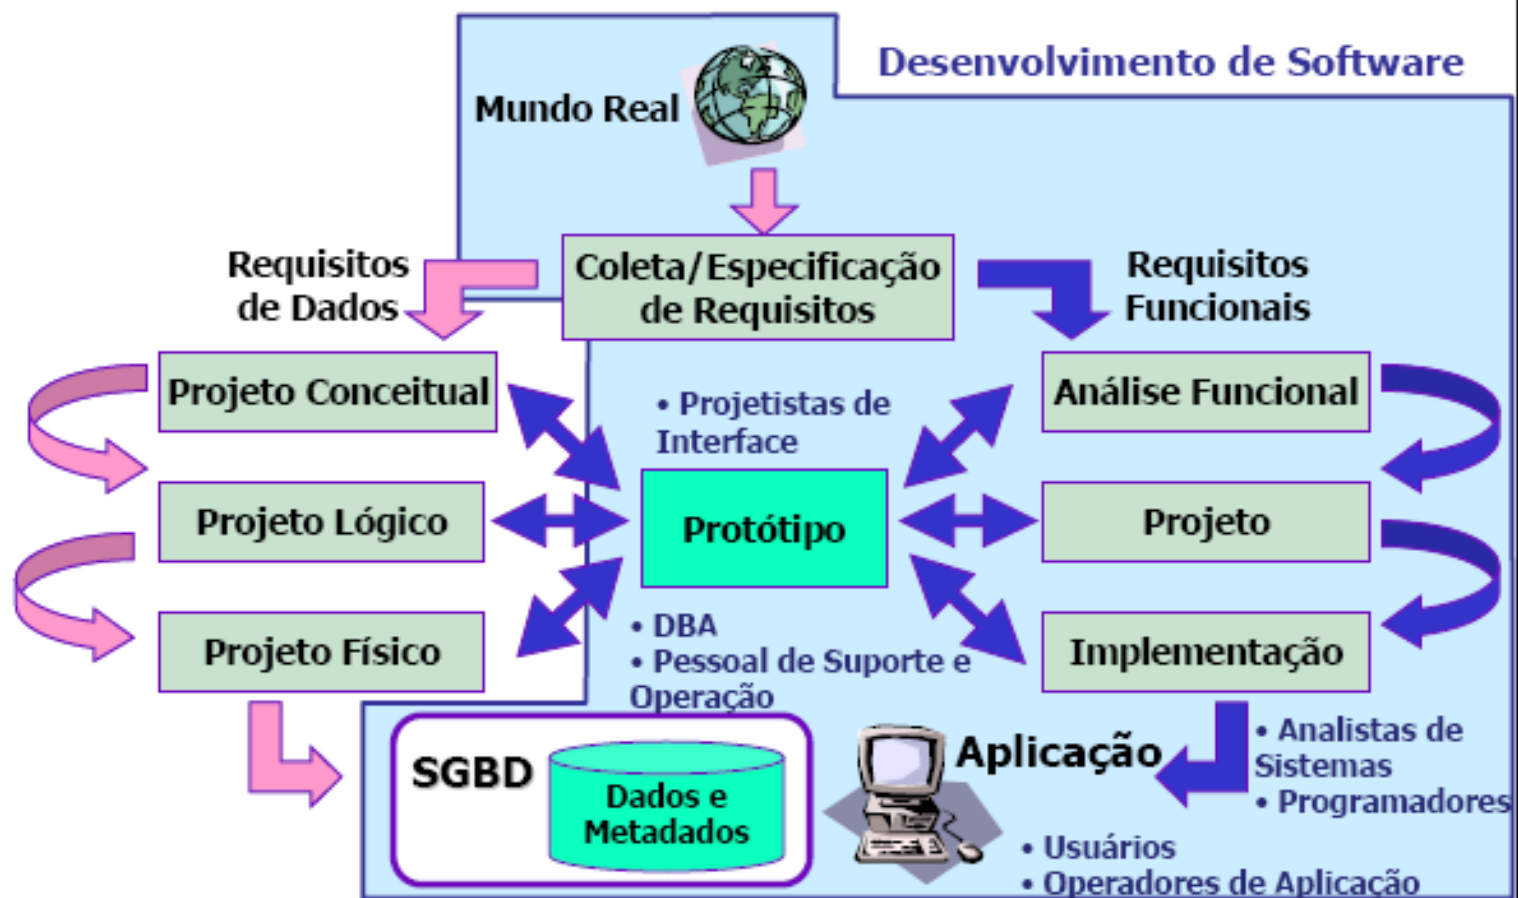 Desenvolvimento de Software
Mundo Real
Requisitos
de Dados
Coleta/Especificação
de Requisitos
Requisitos
Funcionais
Projeto Conceitual
• Projetistas de
Interface
Análise Funcional
Projeto Lógico
Protótipo
Projeto
Projeto Físico
• DBA
• Pessoal de Suporte e
Operação
Implementação
SGBD
Dados e
Metadados
Aplicação
• Analistas de
Sistemas
• Programadores
• Usuários
• Operadores de Aplicação